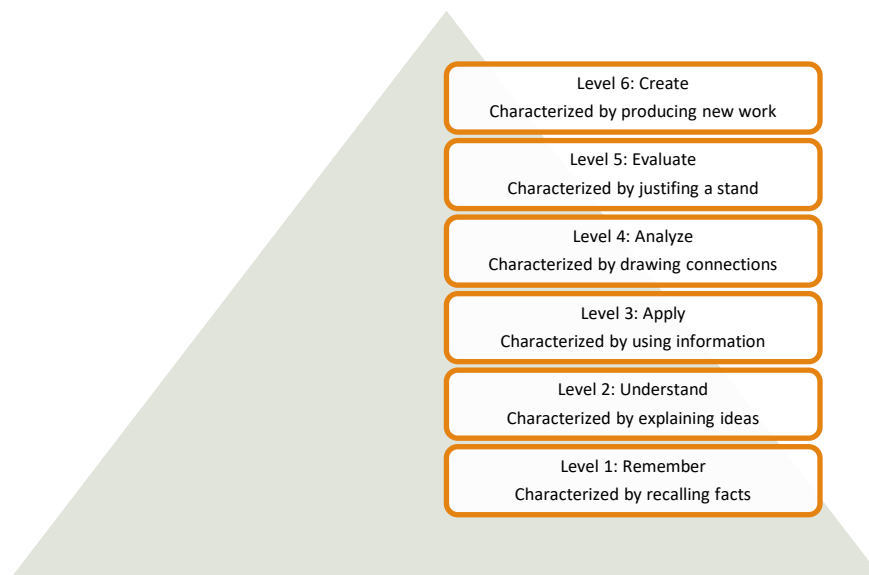 Level 6: Create
Characterized by producing new work
Level 5: Evaluate
Characterized by justifing a stand
Level 4: Analyze
Characterized by drawing connections
Level 3: Apply
Characterized by using information
Level 2: Understand
Characterized by explaining ideas
Level 1: Remember
Characterized by recalling facts